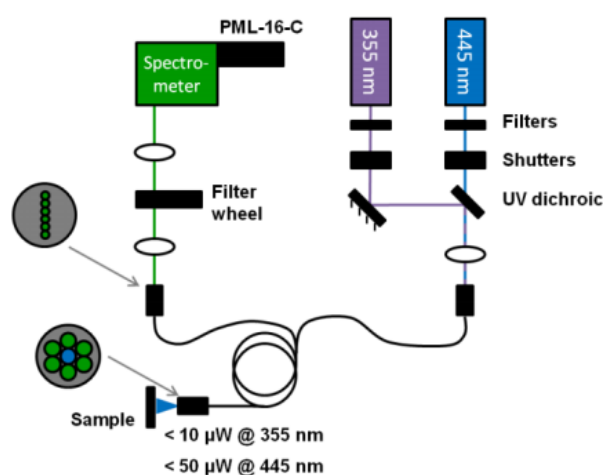 PML-16-C
Spectro-
meter
355 nm
445 nm
Filters
Shutters
UV dichroic
Filter
wheel
Sample
< 10 µW @ 355 nm
< 50 µW @ 445 nm